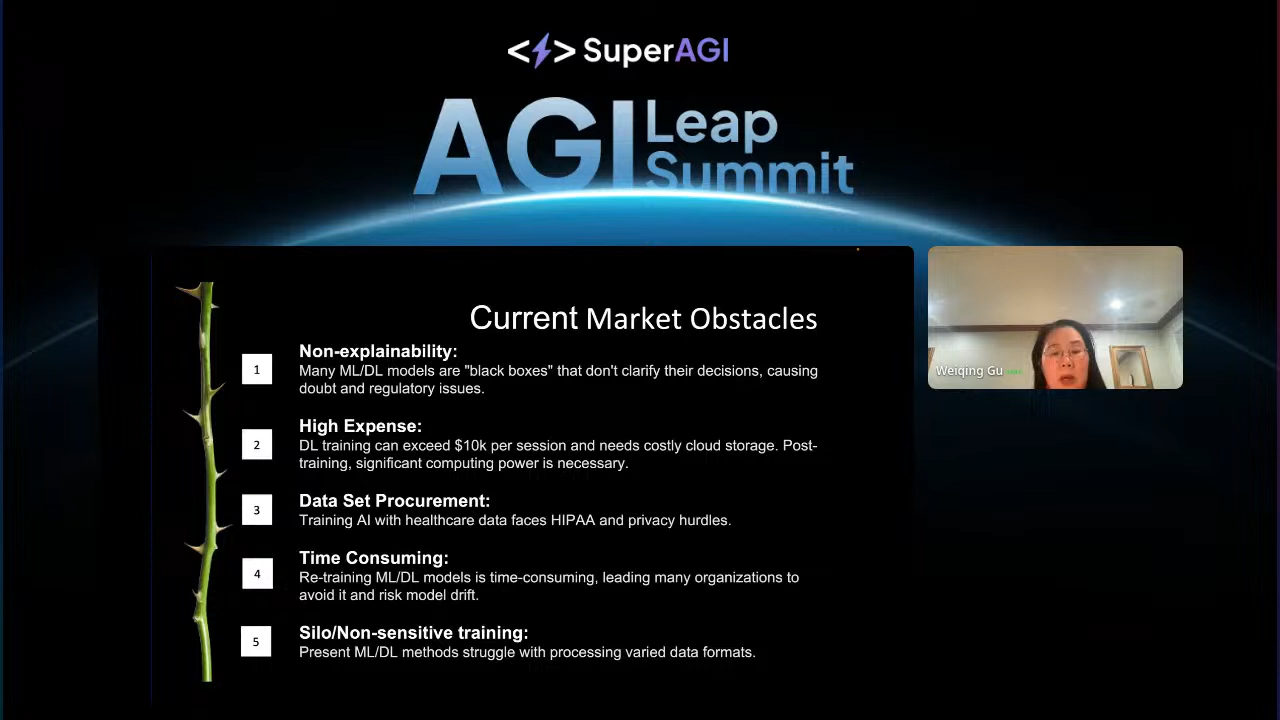 <⚡> SuperAGI
AGI Leap
Summit
Current Market Obstacles
1
Non-explainability:
Many ML/DL models are "black boxes" that don't clarify their decisions, causing
doubt and regulatory issues.
2
High Expense:
DL training can exceed $10k per session and needs costly cloud storage. Post-
training, significant computing power is necessary.
3
Data Set Procurement:
Training AI with healthcare data faces HIPAA and privacy hurdles.
4
Time Consuming:
Re-training ML/DL models is time-consuming, leading many organizations to
avoid it and risk model drift.
5
Silo/Non-sensitive training:
Present ML/DL methods struggle with processing varied data formats.
Weiqing Gu